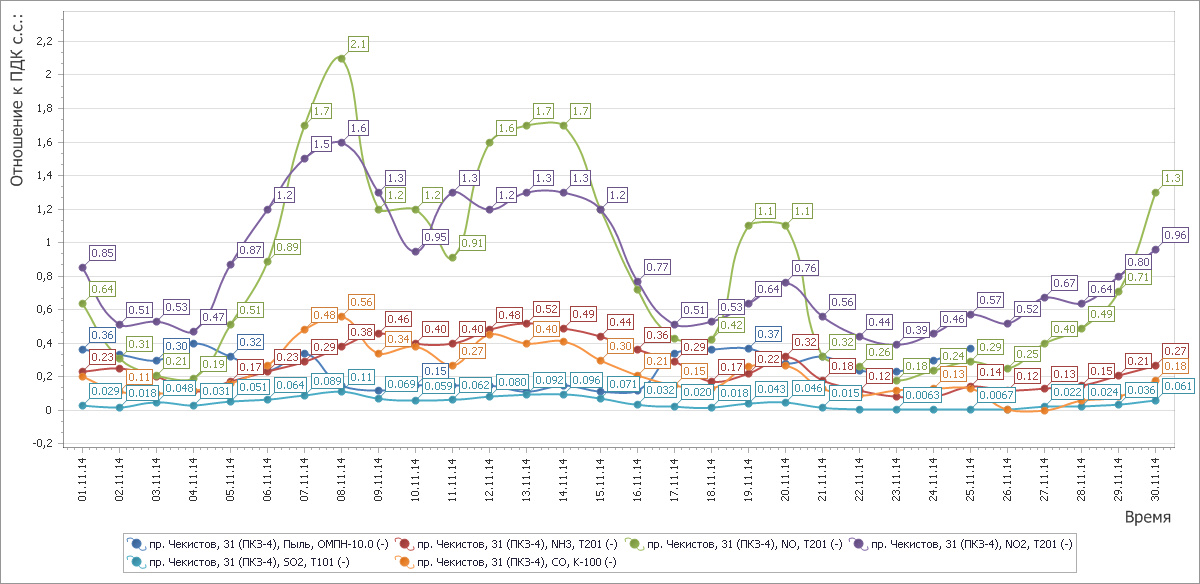 Отношение к ПДК с.с.:
2,2
2
1,8
1,6
1,4
1,2
1
0,8
0,6
0,4
0,2
0
-0,2
2.1
1.7 1.7 1.7
1.5 1.6 1.6
1.2 1.3 1.2 1.2 1.3 1.2 1.3 1.3 1.2 1.1 1.1 1.3
0.85 0.87 0.89 0.95 0.91 0.77 0.76 0.80 0.96
0.64 0.51 0.53 0.47 0.51 0.51 0.53 0.64 0.56 0.44 0.39 0.46 0.57 0.52 0.67 0.64 0.71
0.36 0.31 0.30 0.32 0.48 0.56 0.46 0.40 0.40 0.48 0.52 0.49 0.44 0.36 0.42 0.37 0.32 0.32 0.40 0.49
0.23 0.11 0.21 0.19 0.17 0.23 0.29 0.38 0.34 0.15 0.27 0.40 0.30 0.21 0.29 0.15 0.17 0.22 0.18 0.26 0.12 0.18 0.24 0.13 0.29 0.14 0.25 0.12 0.13 0.15 0.21 0.27 0.18
0.029 0.018 0.048 0.031 0.051 0.064 0.089 0.11 0.069 0.059 0.062 0.080 0.092 0.096 0.071 0.032 0.020 0.018 0.043 0.046 0.015 0.0063 0.0067 0.022 0.024 0.036 0.061
01.11.14 02.11.14 03.11.14 04.11.14 05.11.14 06.11.14 07.11.14 08.11.14 09.11.14 10.11.14 11.11.14 12.11.14 13.11.14 14.11.14 15.11.14 16.11.14 17.11.14 18.11.14 19.11.14 20.11.14 21.11.14 22.11.14 23.11.14 24.11.14 25.11.14 26.11.14 27.11.14 28.11.14 29.11.14 30.11.14
Время
пр. Чекистов, 31 (ПКЗ-4), Пыль, ОМПН-10.0 (-) пр. Чекистов, 31 (ПКЗ-4), NH3, T201 (-) пр. Чекистов, 31 (ПКЗ-4), NO, T201 (-) пр. Чекистов, 31 (ПКЗ-4), NO2, T201 (-)
пр. Чекистов, 31 (ПКЗ-4), SO2, T101 (-) пр. Чекистов, 31 (ПКЗ-4), CO, K-100 (-)